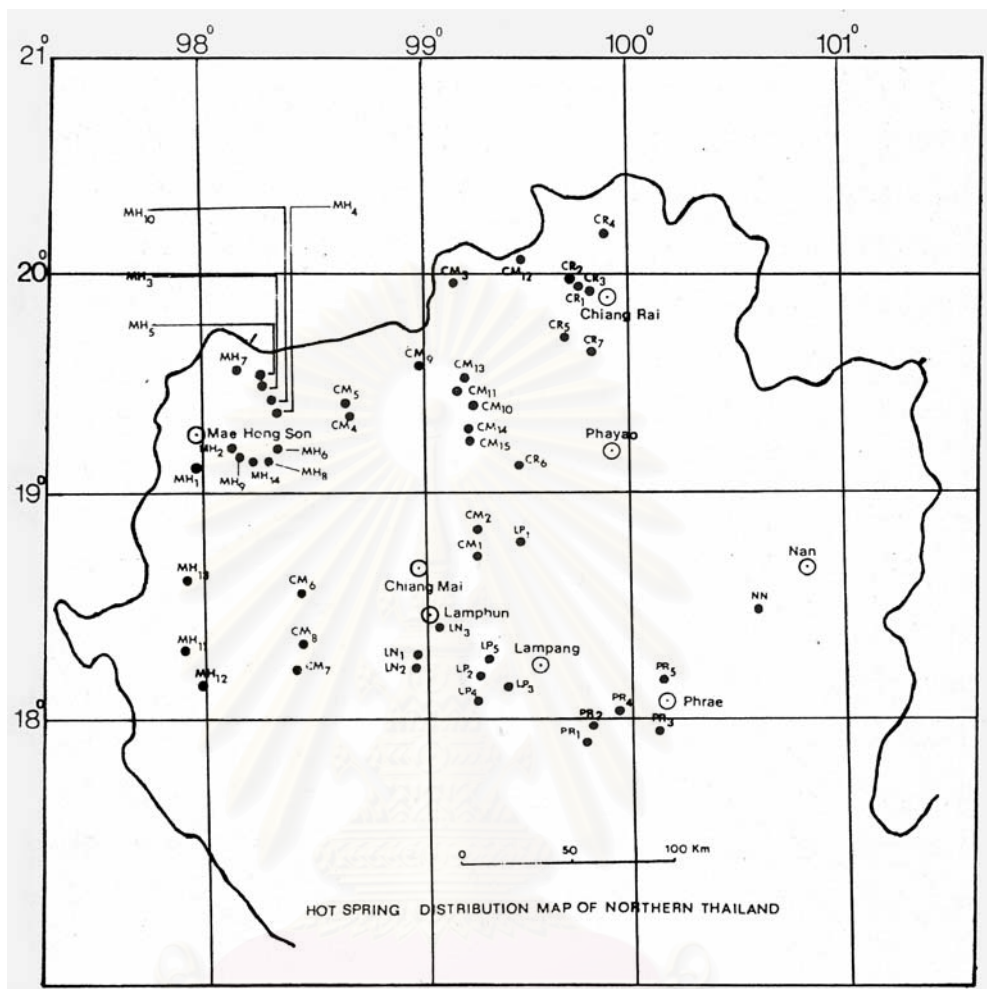 98° 99° 100° 101°
21°
MH10 MH4
CR4
20°
CM3 CM12 CR2 CR3
MH3
CR1
Chiang Rai
MH5
CR5 CR7
MH7 CM9
CM13
CM5 CM11
CM10
CM4
Mae Hong Son CM14 Phayao
MH2 MH6 CM15
CR6
MH1 MH9 MH14 MH8
19°
CM2 LP1
CM1
Nan
MH13 CM6 Chiang Mai
NN
Lamphun
LN3
CM8
MH11 LN1 LP5 Lampang
LN2 LP2 PR5
MH12 CM7 LP3
LP4 PR4 Phrae
18°
PR2 PR3
PR1
0 50 100 Km
HOT SPRING DISTRIBUTION MAP OF NORTHERN THAILAND